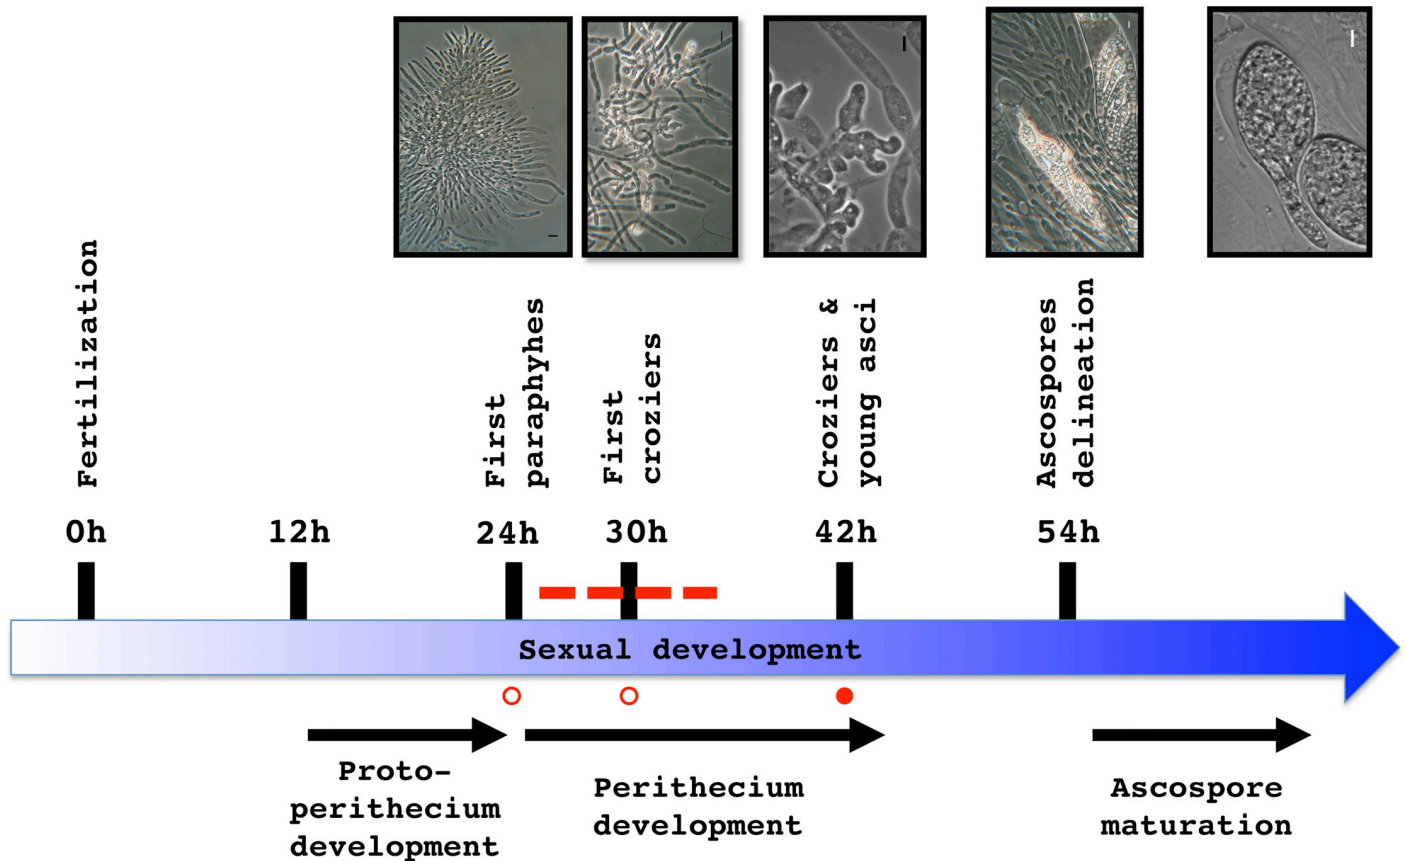 Fertilization
First
paraphyhes
First
croziers
Croziers &
young asci
Ascospores
delineation
0h
12h
24h
30h
42h
54h
Sexual development
Proto-
perithecium
development
Perithecium
development
Ascospore
maturation